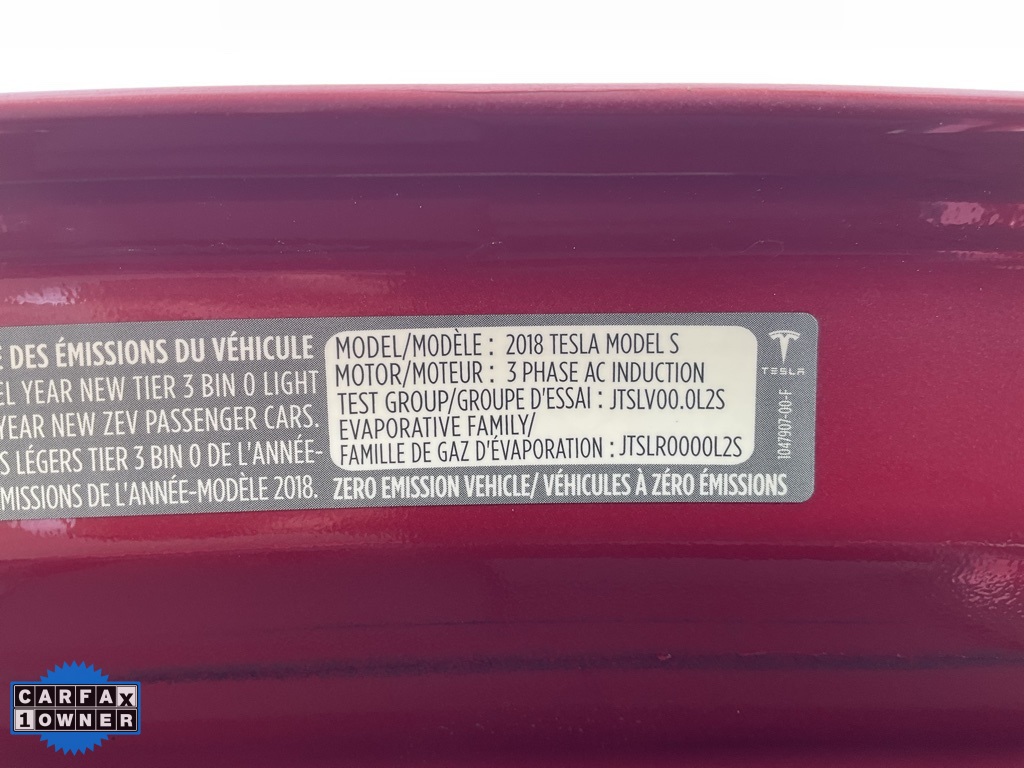 E DES ÉMISSIONS DU VÉHICULE
EL YEAR NEW TIER 3 BIN 0 LIGHT
YEAR NEW ZEV PASSENGER CARS.
S LÉGERS TIER 3 BIN 0 DE L'ANNÉE-
MISSIONS DE L'ANNÉE-MODÈLE 2018.
MODEL/MODÈLE : 2018 TESLA MODEL S
MOTOR/MOTEUR : 3 PHASE AC INDUCTION
TEST GROUP/GROUPE D'ESSAI : JTSLV00.0L2S
EVAPORATIVE FAMILY/
FAMILLE DE GAZ D'ÉVAPORATION : JTSLR0000L2S
ZERO EMISSION VEHICLE/ VÉHICULES À ZÉRO ÉMISSIONS
TESLA
1047907-00-F
CARFAX
1 OWNER